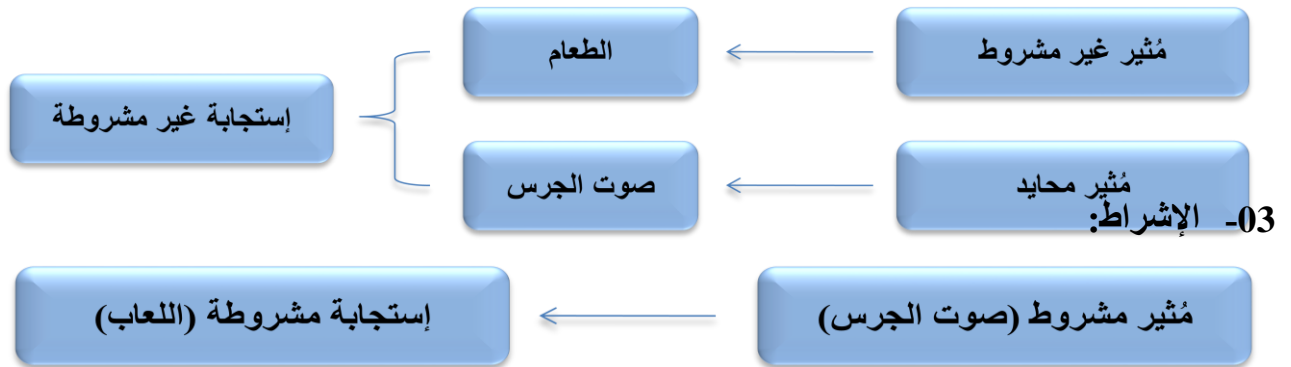 مُثير غير مشروط
الطعام
إستجابة غير مشروطة
مُثير محايد
صوت الجرس
03- الإشراط:
مُثير مشروط (صوت الجرس)
إستجابة مشروطة (اللعاب)